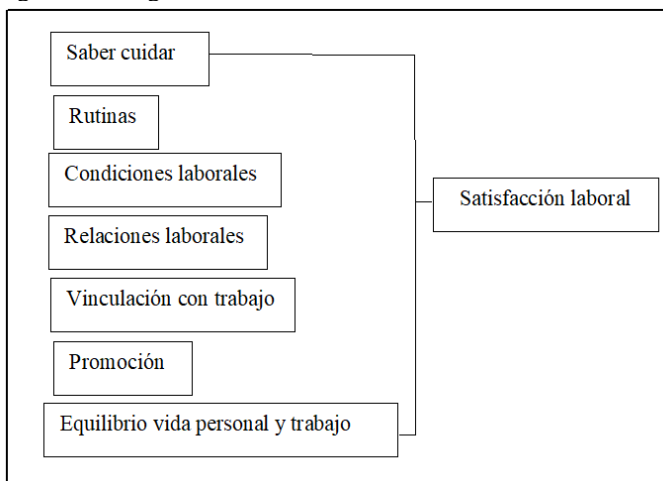 Saber cuidar
Rutinas
Condiciones laborales
Relaciones laborales
Satisfacción laboral
Vinculación con trabajo
Promoción
Equilibrio vida personal y trabajo